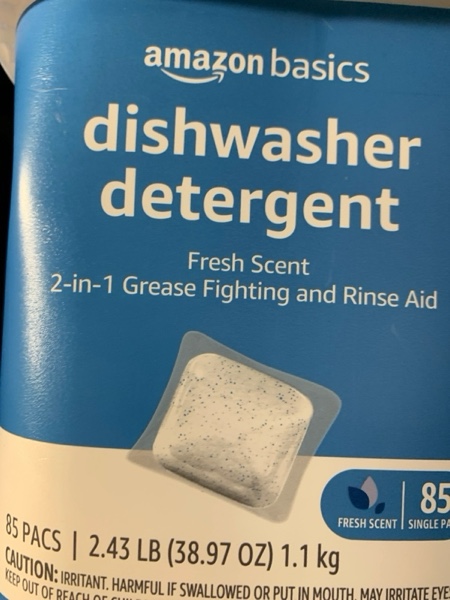 amazon basics
dishwasher
detergent
Fresh Scent
2-in-1 Grease Fighting and Rinse Aid
85
FRESH SCENT | SINGLE
85 PACS | 2.43 LB (38.97 OZ) 1.1 kg
CAUTION: IRRITANT. HARMFUL IF SWALLOWED OR PUT IN MOUTH. MAY IRRITATE
KEEP OUT OF REACH OF